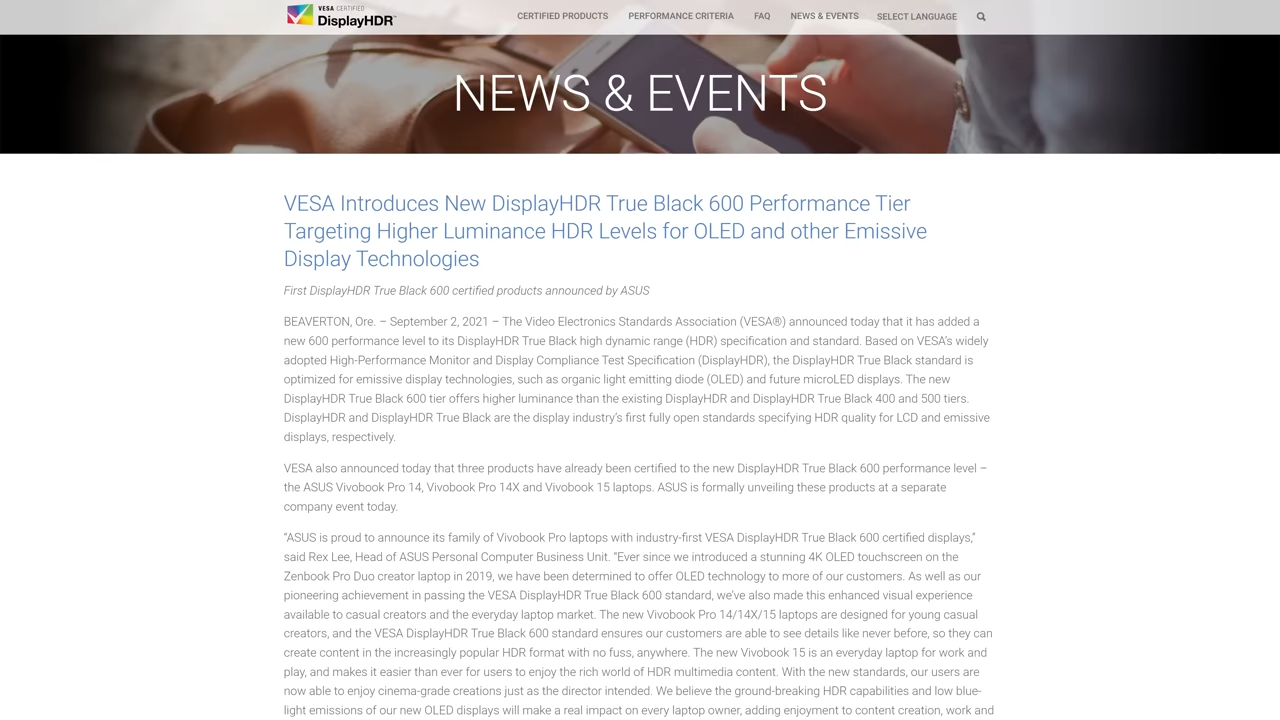 VESA CERTIFIED
DisplayHDR™
CERTIFIED PRODUCTS PERFORMANCE CRITERIA FAQ NEWS & EVENTS SELECT LANGUAGE
NEWS & EVENTS
VESA Introduces New DisplayHDR True Black 600 Performance Tier
Targeting Higher Luminance HDR Levels for OLED and other Emissive
Display Technologies
First DisplayHDR True Black 600 certified products announced by ASUS
BEAVERTON, Ore. – September 2, 2021 – The Video Electronics Standards Association (VESA®) announced today that it has added a
new 600 performance level to its DisplayHDR True Black high dynamic range (HDR) specification and standard. Based on VESA’s widely
adopted High-Performance Monitor and Display Compliance Test Specification (DisplayHDR), the DisplayHDR True Black standard is
optimized for emissive display technologies, such as organic light emitting diode (OLED) and future microLED displays. The new
DisplayHDR True Black 600 tier offers higher luminance than the existing DisplayHDR and DisplayHDR True Black 400 and 500 tiers.
DisplayHDR and DisplayHDR True Black are the display industry’s first fully open standards specifying HDR quality for LCD and emissive
displays, respectively.
VESA also announced today that three products have already been certified to the new DisplayHDR True Black 600 performance level –
the ASUS Vivobook Pro 14, Vivobook Pro 14X and Vivobook 15 laptops. ASUS is formally unveiling these products at a separate
company event today.
“ASUS is proud to announce its family of Vivobook Pro laptops with industry-first VESA DisplayHDR True Black 600 certified displays,”
said Rex Lee, Head of ASUS Personal Computer Business Unit. “Ever since we introduced a stunning 4K OLED touchscreen on the
Zenbook Pro Duo creator laptop in 2019, we have been determined to offer OLED technology to more of our customers. As well as our
pioneering achievement in passing the VESA DisplayHDR True Black 600 standard, we’ve also made this enhanced visual experience
available to casual creators and the everyday laptop market. The new Vivobook Pro 14/14X/15 laptops are designed for young casual
creators, and the VESA DisplayHDR True Black 600 standard ensures our customers are able to see details like never before, so they can
create content in the increasingly popular HDR format with no fuss, anywhere. The new Vivobook 15 is an everyday laptop for work and
play, and makes it easier than ever for users to enjoy the rich world of HDR multimedia content. With the new standards, our users are
now able to enjoy cinema-grade creations just as the director intended. We believe the ground-breaking HDR capabilities and low blue-
light emissions of our new OLED displays will make a real impact on every laptop owner, adding enjoyment to content creation, work and